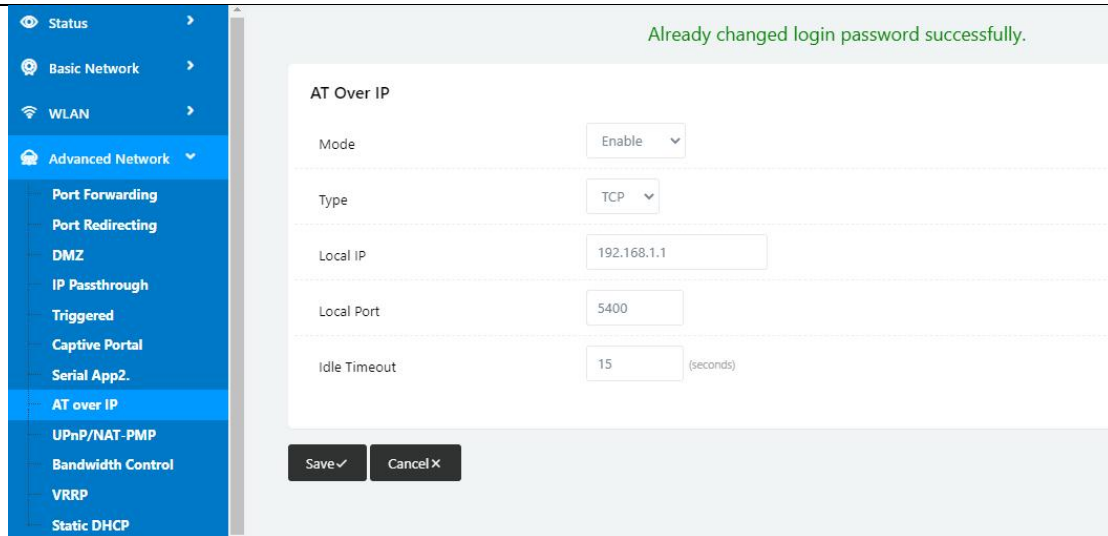 Status
Basic Network
WLAN
Advanced Network
Port Forwarding
Port Redirecting
DMZ
IP Passthrough
Triggered
Captive Portal
Serial App2.
AT over IP
UPnP/NAT-PMP
Bandwidth Control
VRRP
Static DHCP
Already changed login password successfully.
AT Over IP
Mode Enable
Type TCP
Local IP 192.168.1.1
Local Port 5400
Idle Timeout 15 (seconds)
Save Cancel